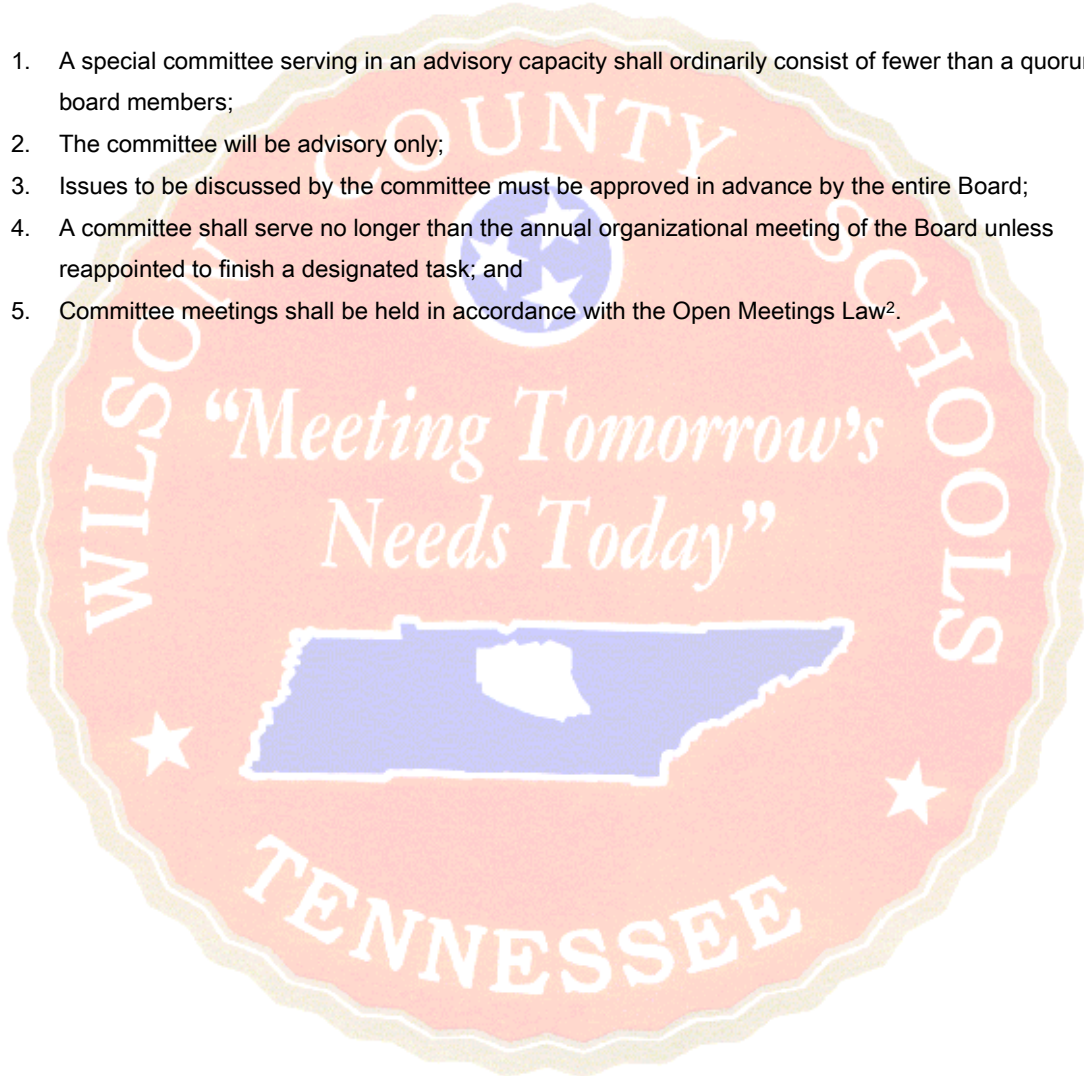 1. A special committee serving in an advisory capacity shall ordinarily consist of fewer than a
board members;
2. The committee will be advisory only;
3. Issues to be discussed by the committee must be approved in advance by the entire Board;
4. A committee shall serve no longer than the annual organizational meeting of the Board unless
reappointed to finish a designated task; and
5. Committee meetings shall be held in accordance with the Open Meetings Law².
WILSON COUNTY SCHOOLS
“Meeting Tomorrow's
Needs Today”
TENNESSEE